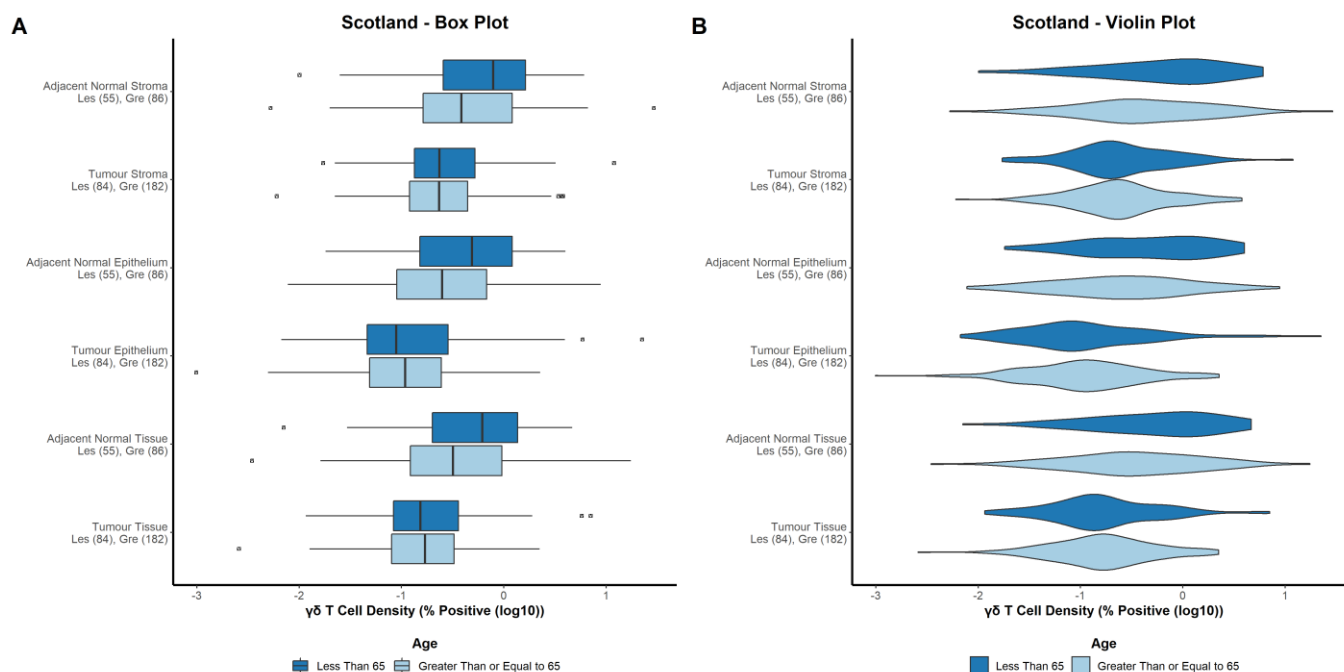 A
Scotland - Box Plot
Adjacent Normal Stroma
Les (55), Gre (86)
Tumour Stroma
Les (84), Gre (182)
Adjacent Normal Epithelium
Les (55), Gre (86)
Tumour Epithelium
Les (84), Gre (182)
Adjacent Normal Tissue
Les (55), Gre (86)
Tumour Tissue
Les (84), Gre (182)
-3 -2 -1 0 1
γδ T Cell Density (% Positive (log10))
Age
Less Than 65 Greater Than or Equal to 65
B
Scotland - Violin Plot
Adjacent Normal Stroma
Les (55), Gre (86)
Tumour Stroma
Les (84), Gre (182)
Adjacent Normal Epithelium
Les (55), Gre (86)
Tumour Epithelium
Les (84), Gre (182)
Adjacent Normal Tissue
Les (55), Gre (86)
Tumour Tissue
Les (84), Gre (182)
-3 -2 -1 0 1
γδ T Cell Density (% Positive (log10))
Age
Less Than 65 Greater Than or Equal to 65